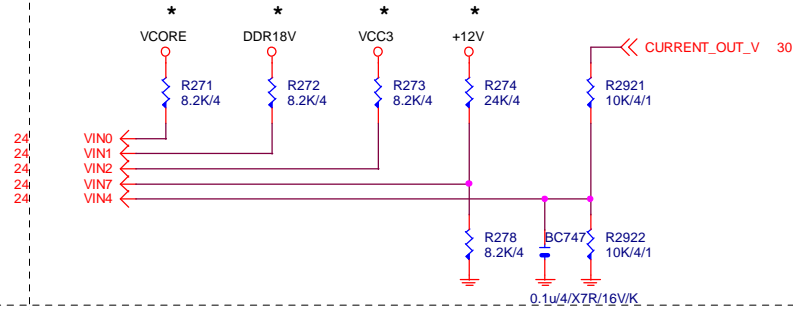 * * * *
VCORE DDR18V VCC3 +12V
CURRENT_OUT_V 30
R271 R272 R273 R274 R2921
8.2K/4 8.2K/4 8.2K/4 24K/4 10K/4/1
24 VIN0
24 VIN1
24 VIN2
24 VIN7
24 VIN4
R278 BC747 R2922
8.2K/4 10K/4/1
0.1u/4/X7R/16V/K